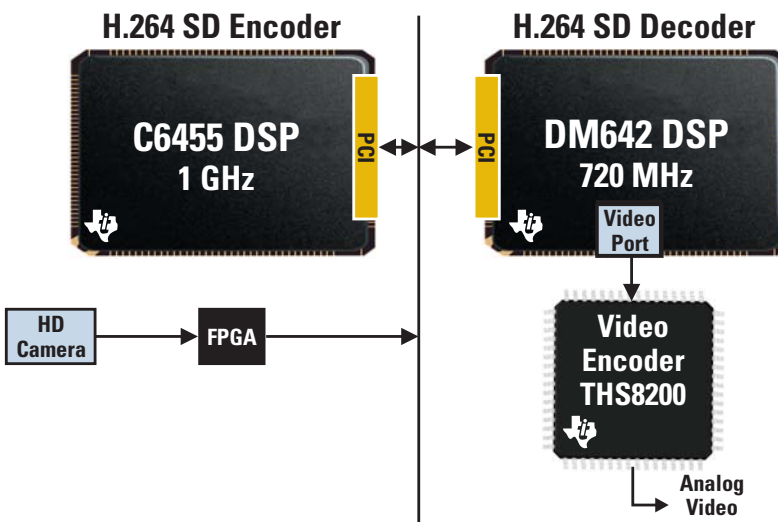 H.264 SD Encoder
H.264 SD Decoder
C6455 DSP
1 GHz
PCI
PCI
DM642 DSP
720 MHz
Video
Port
HD
Camera
FPGA
Video
Encoder
THS8200
Analog
Video